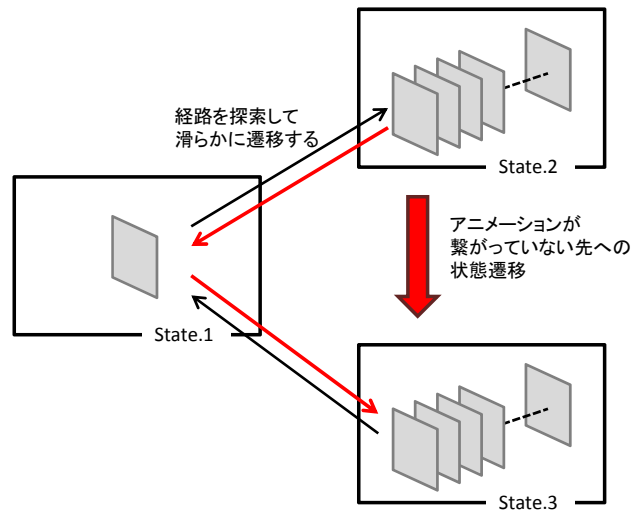 経路を探索して
滑らかに遷移する
State.2
アニメーションが
繋がっていない先への
状態遷移
State.1
State.3